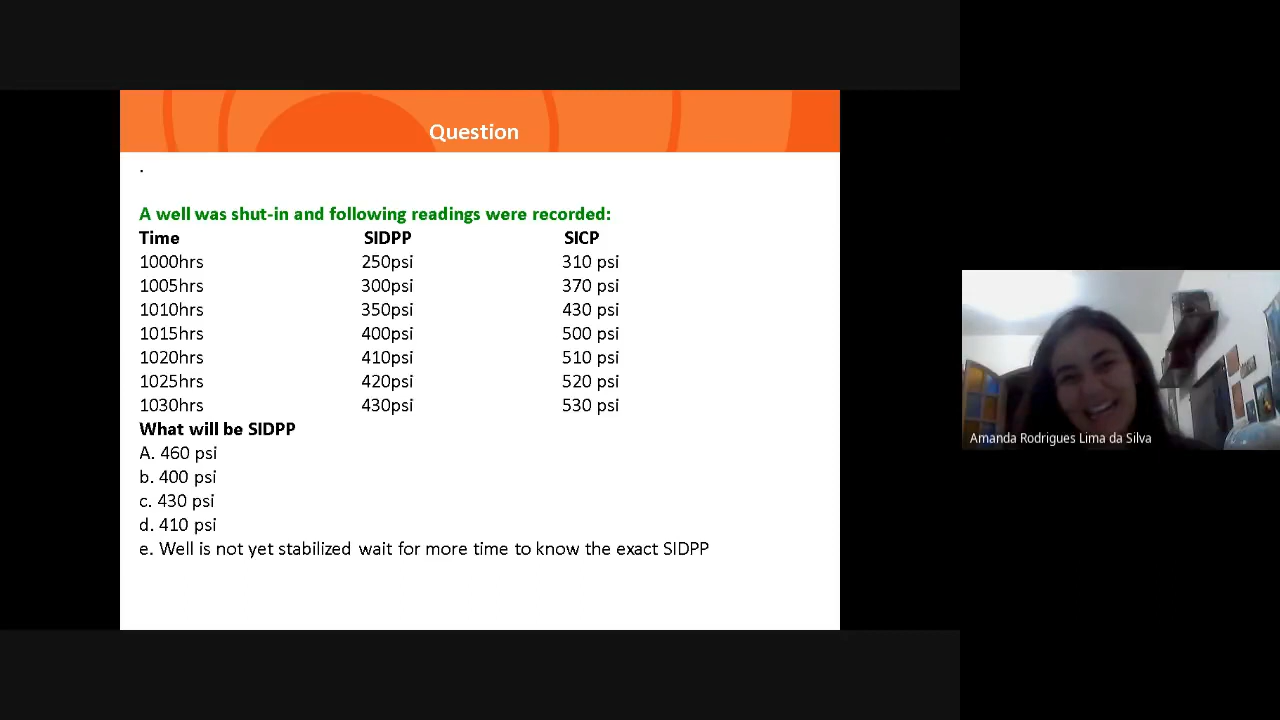 Question
.
A well was shut-in and following readings were recorded:
Time SIDPP SICP
1000hrs 250psi 310 psi
1005hrs 300psi 370 psi
1010hrs 350psi 430 psi
1015hrs 400psi 500 psi
1020hrs 410psi 510 psi
1025hrs 420psi 520 psi
1030hrs 430psi 530 psi
What will be SIDPP
A. 460 psi
b. 400 psi
c. 430 psi
d. 410 psi
e. Well is not yet stabilized wait for more time to know the exact SIDPP
Amanda Rodrigues Lima da Silva